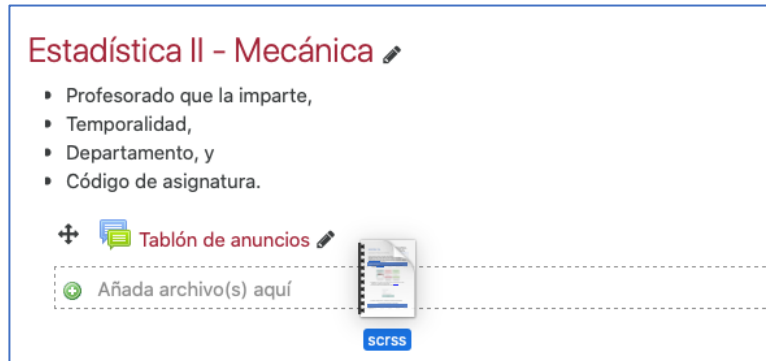 Estadística II - Mecánica
Profesorado que la imparte,
Temporalidad,
Departamento, y
Código de asignatura.
Tablón de anuncios
Añada archivo(s) aquí
scrss